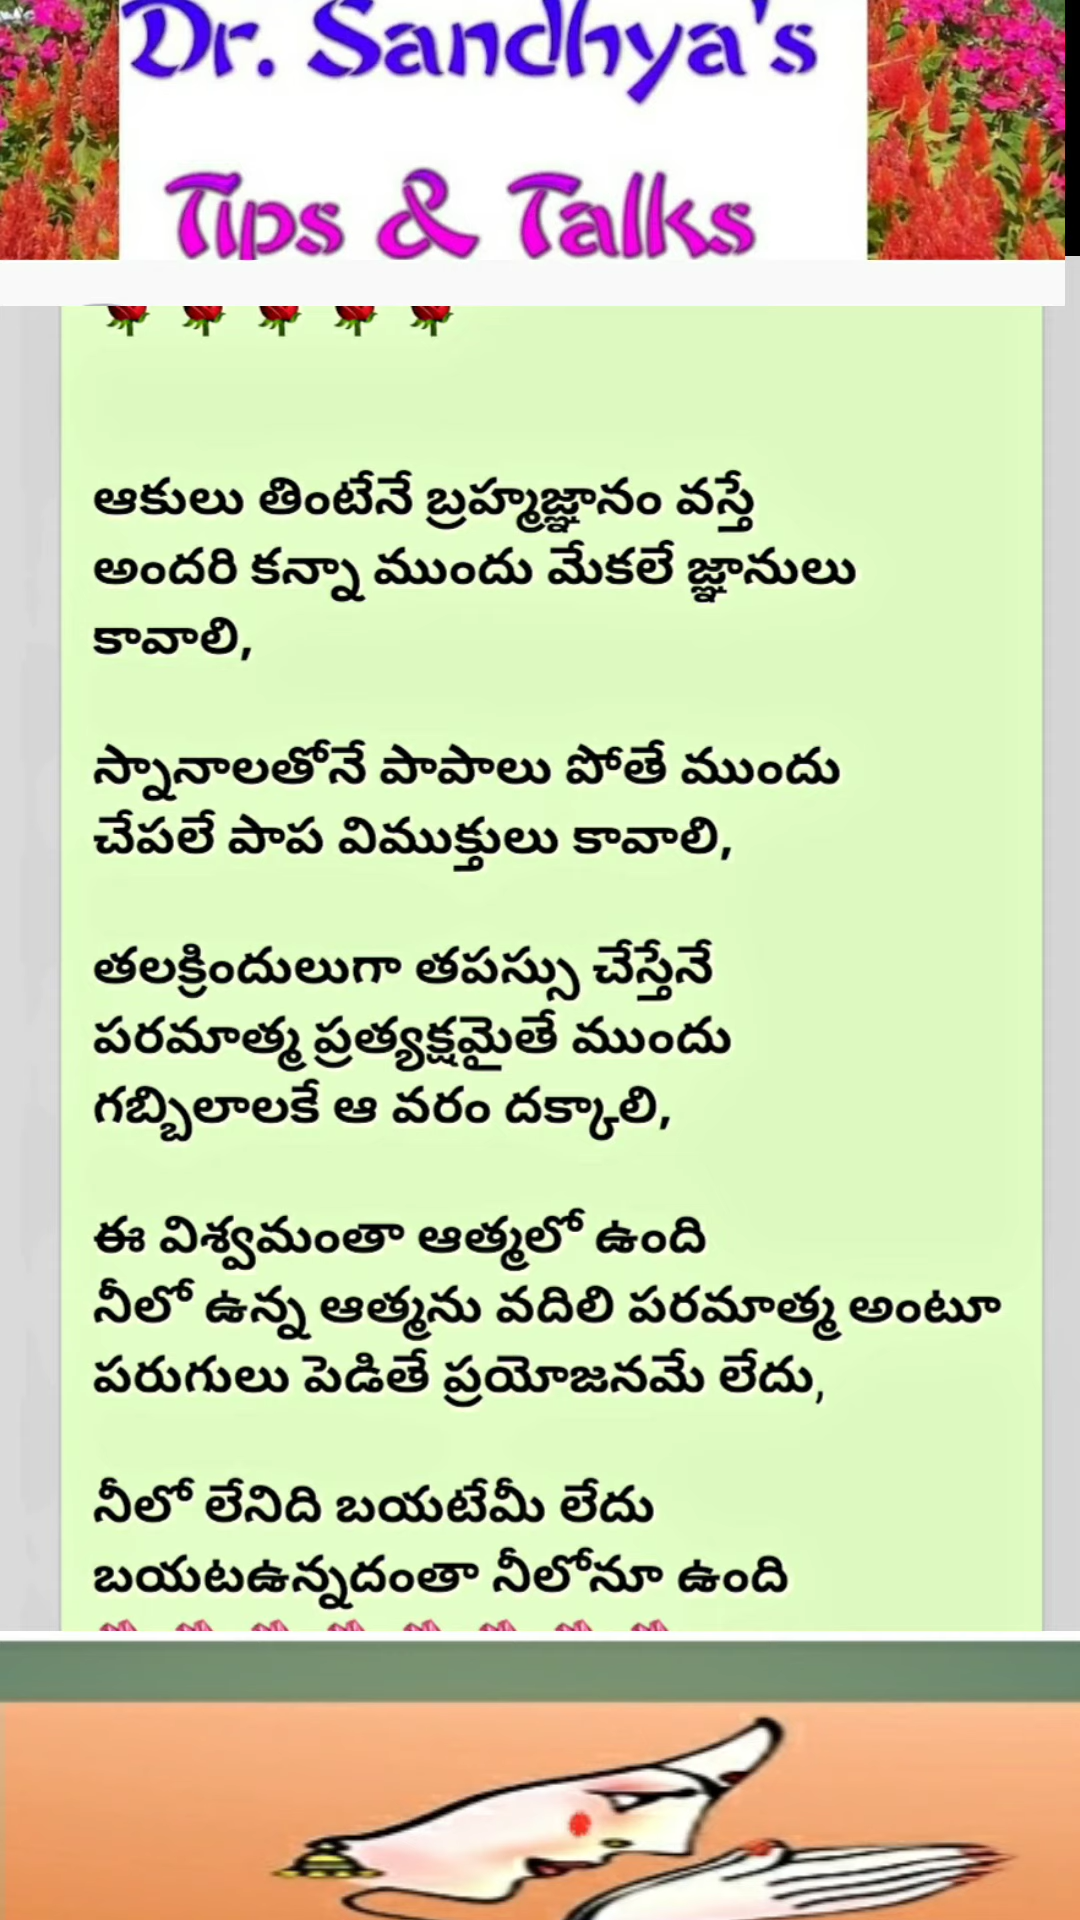 Dr. Sandhya's
Tips & Talks
ఆకులు తింటేనే బ్రహ్మజ్ఞానం వస్తే
అందరి కన్నా ముందు మేకలే జ్ఞానులు
కావాలి,
స్నానాలతోనే పాపాలు పోతే ముందు
చేపలే పాప విముక్తులు కావాలి,
తలక్రిందులుగా తపస్సు చేస్తేనే
పరమాత్మ ప్రత్యక్షమైతే ముందు
గబ్బిలాలకే ఆ వరం దక్కాలి,
ఈ విశ్వమంతా ఆత్మలో ఉంది
నీలో ఉన్న ఆత్మను వదిలి పరమాత్మ అంటూ
పరుగులు పెడితే ప్రయోజనమే లేదు,
నీలో లేనిది బయటేమీ లేదు
బయటఉన్నదంతా నీలోనూ ఉంది